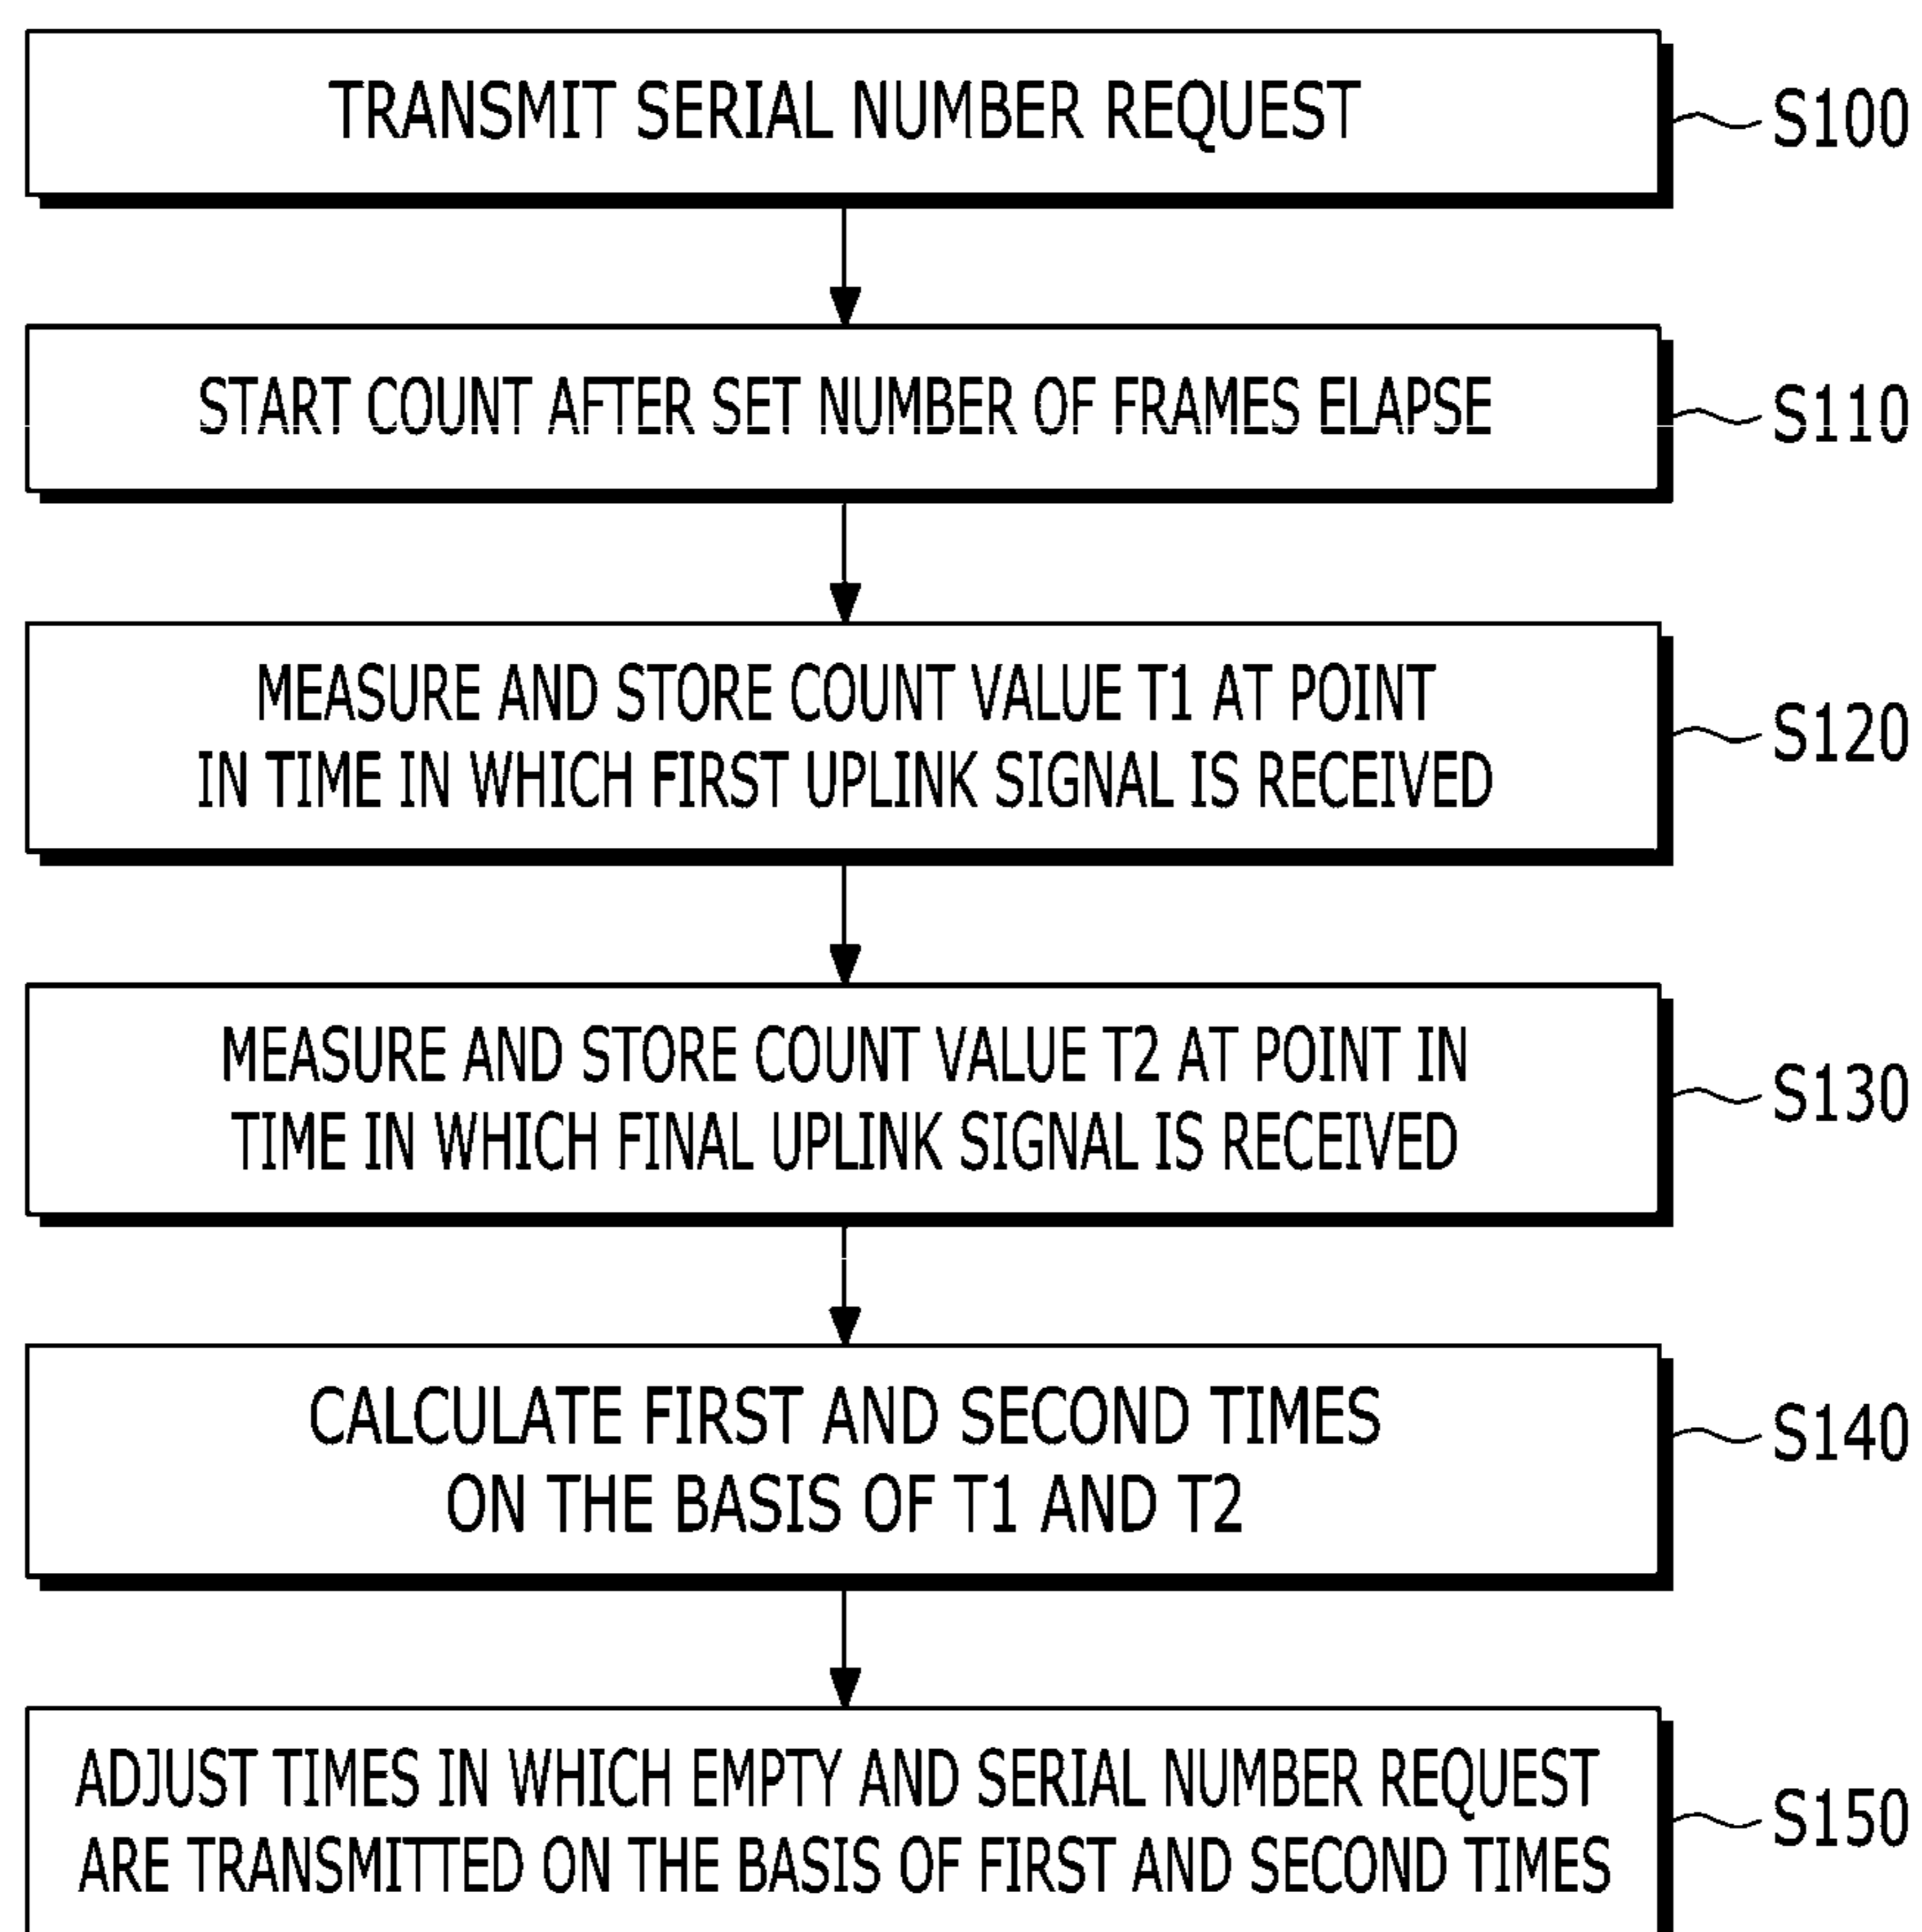 TRANSMIT SERIAL NUMBER REQUEST
S100
START COUNT AFTER SET NUMBER OF FRAMES ELAPSE
S110
MEASURE AND STORE COUNT VALUE T1 AT POINT
IN TIME IN WHICH FIRST UPLINK SIGNAL IS RECEIVED
S120
MEASURE AND STORE COUNT VALUE T2 AT POINT IN
TIME IN WHICH FINAL UPLINK SIGNAL IS RECEIVED
S130
CALCULATE FIRST AND SECOND TIMES
ON THE BASIS OF T1 AND T2
S140
ADJUST TIMES IN WHICH EMPTY AND SERIAL NUMBER REQUEST
ARE TRANSMITTED ON THE BASIS OF FIRST AND SECOND TIMES
S150